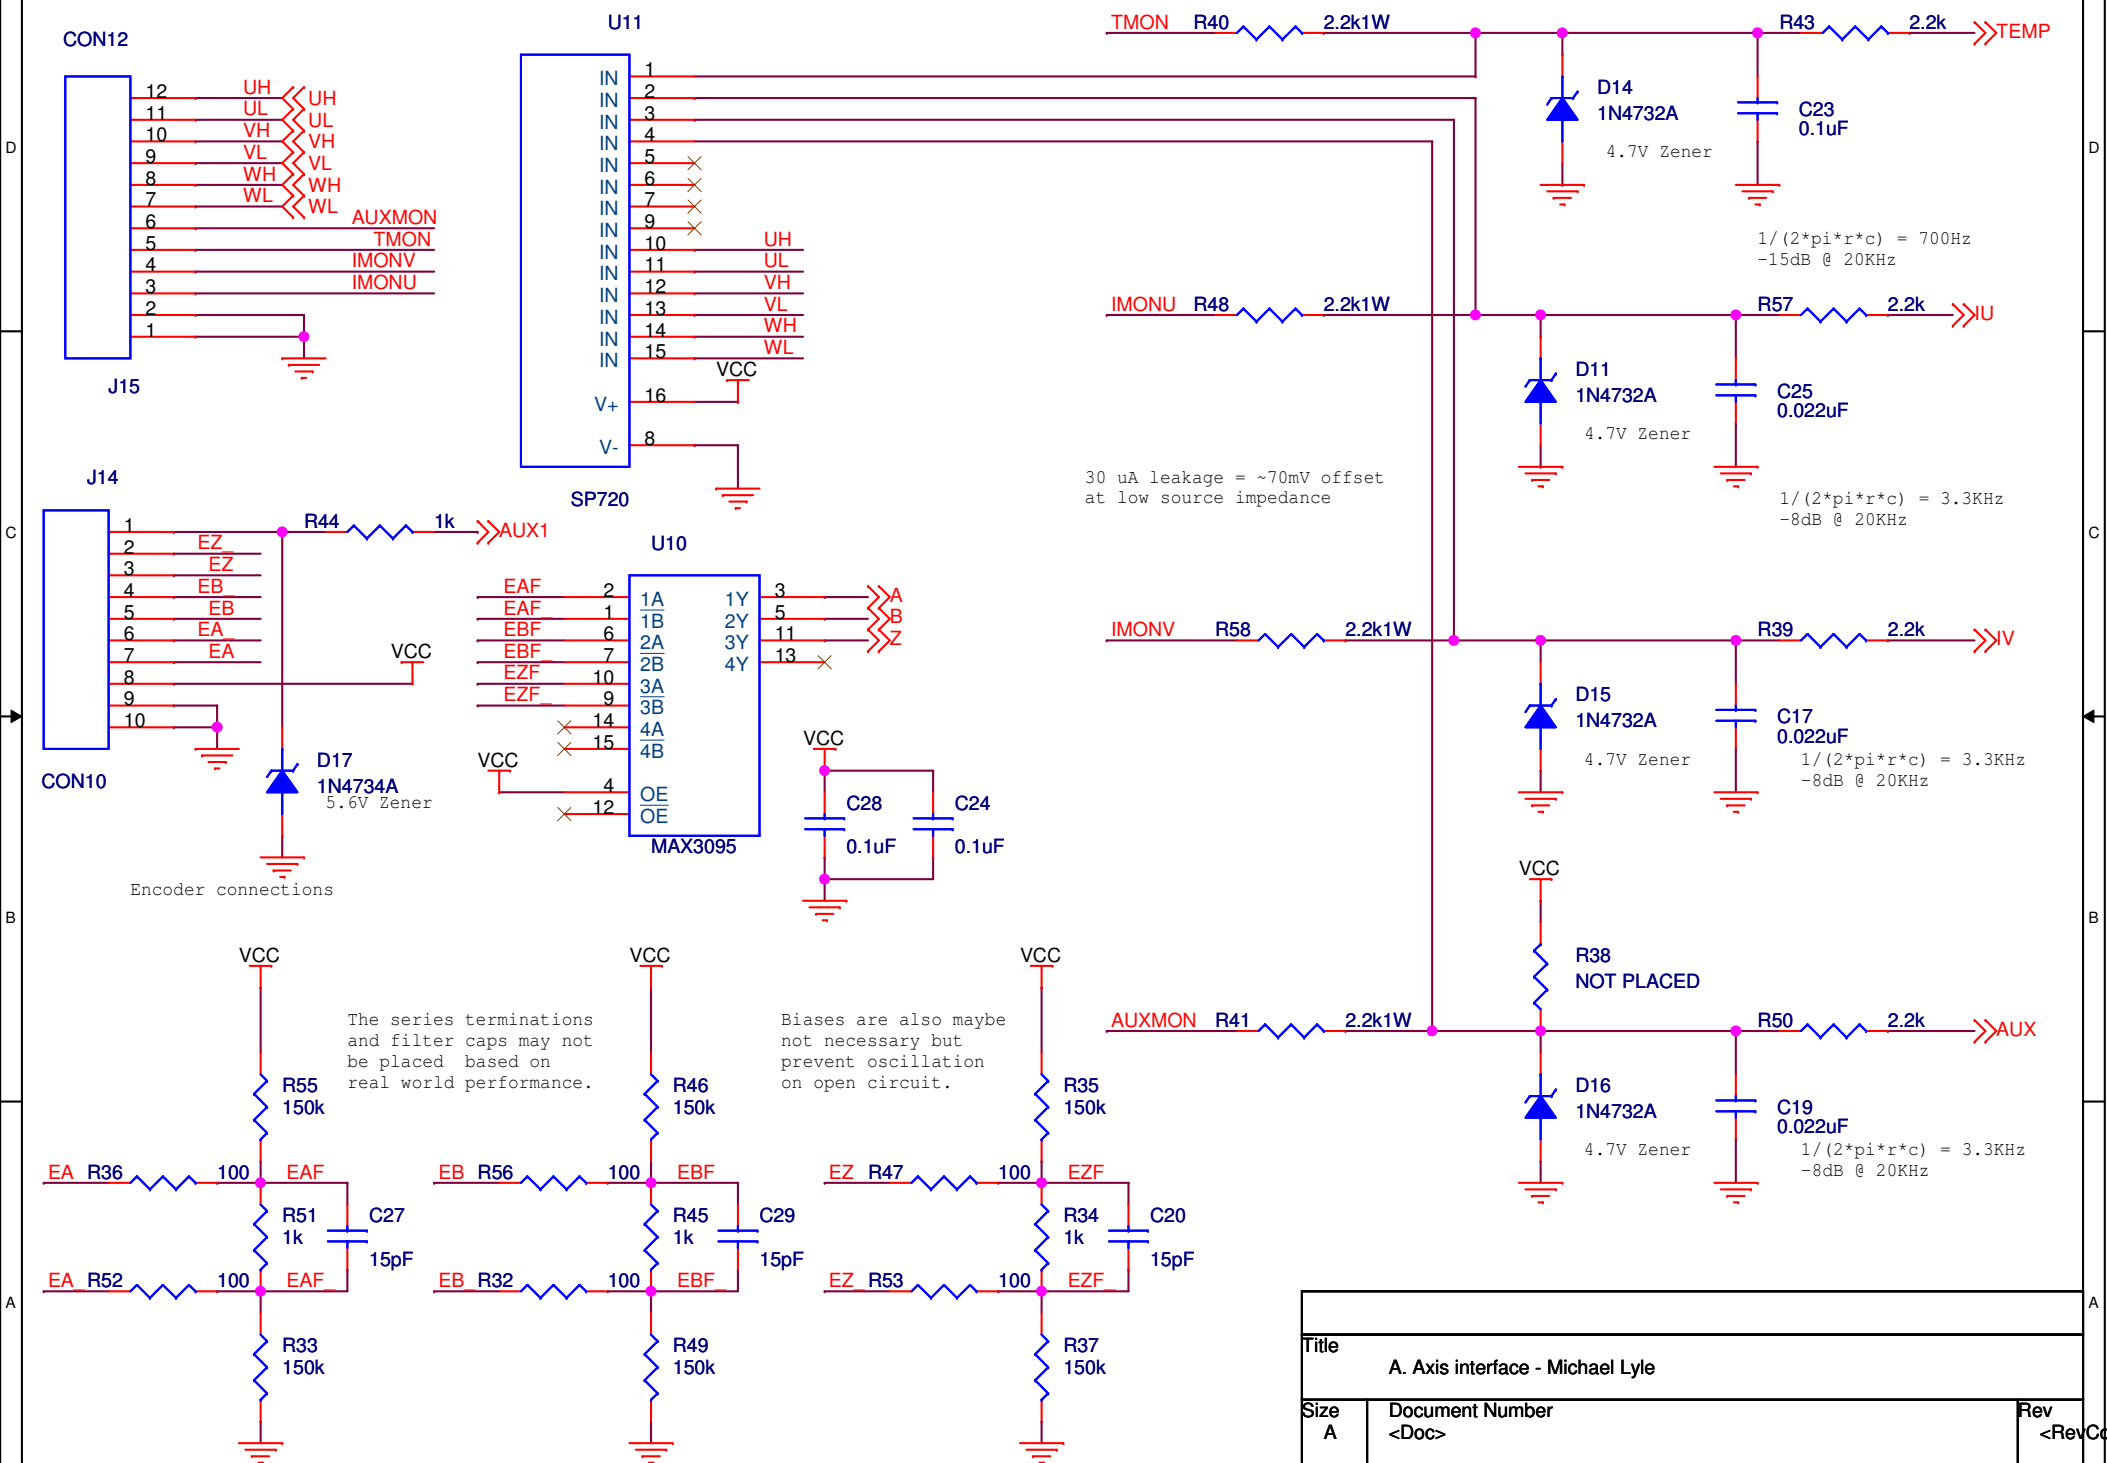 CON12
12 UH UH
11 UL UL
10 VH VH
9 VL VL
8 WH WH
7 WL WL
6 AUXMON
5 TMON
4 IMONV
3 IMONU
2
1
J15
U11
IN 1
IN 2
IN 3
IN 4
IN 5
IN 6
IN 7
IN 9
IN 10 UH
IN 11 UL
IN 12 VH
IN 13 VL
IN 14 WH
IN 15 WL
VCC
V+ 16
V- 8
SP720
TMON R40 2.2k1W R43 2.2k TEMP
D14
1N4732A
4.7V Zener
C23
0.1uF
1/(2*pi*r*c) = 700Hz
-15dB @ 20KHz
IMONU R48 2.2k1W R57 2.2k IU
D11
1N4732A
4.7V Zener
C25
0.022uF
1/(2*pi*r*c) = 3.3KHz
-8dB @ 20KHz
30 uA leakage = ~70mV offset
at low source impedance
IMONV R58 2.2k1W R39 2.2k IV
D15
1N4732A
4.7V Zener
C17
0.022uF
1/(2*pi*r*c) = 3.3KHz
-8dB @ 20KHz
VCC
R38
NOT PLACED
AUXMON R41 2.2k1W R50 2.2k AUX
D16
1N4732A
4.7V Zener
C19
0.022uF
1/(2*pi*r*c) = 3.3KHz
-8dB @ 20KHz
J14
1 R44 1k AUX1
2 EZ_
3 EZ
4 EB_
5 EB
6 EA_
7 EA
8 VCC
9
10
CON10
D17
1N4734A
5.6V Zener
Encoder connections
U10
EAF 2 1A 1Y 3 A
EAF_ 1 1B 2Y 5 B
EBF 6 2A 3Y 11 Z
EBF_ 7 2B 4Y 13
EZF 10 3A
EZF_ 9 3B
14 4A
15 4B
VCC
4 OE
12 OE
MAX3095
VCC
C28
0.1uF
C24
0.1uF
VCC
R55
150k
EA R36 100 EAF
R51
1k
C27
15pF
EA_ R52 100 EAF_
R33
150k
The series terminations
and filter caps may not
be placed  based on
real world performance.
VCC
R46
150k
EB R56 100 EBF
R45
1k
C29
15pF
EB_ R32 100 EBF_
R49
150k
Biases are also maybe
not necessary but
prevent oscillation
on open circuit.
VCC
R35
150k
EZ R47 100 EZF
R34
1k
C20
15pF
EZ_ R53 100 EZF_
R37
150k
D
C
B
A
D
C
B
A
Title
A. Axis interface - Michael Lyle
Size
A
Document Number
<Doc>
Rev